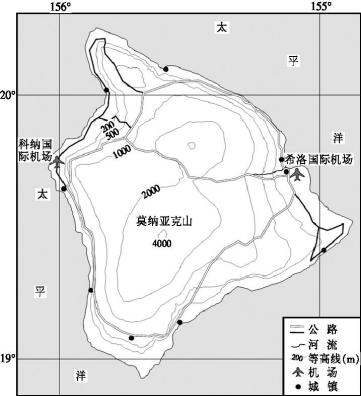 156°
155°
太
平
洋
20°
科纳国
际机场
200
500
1000
希洛国际机场
太
2000
莫纳亚克山
4000
平
洋
19°
公路
河流
200 等高线(m)
机场
城镇